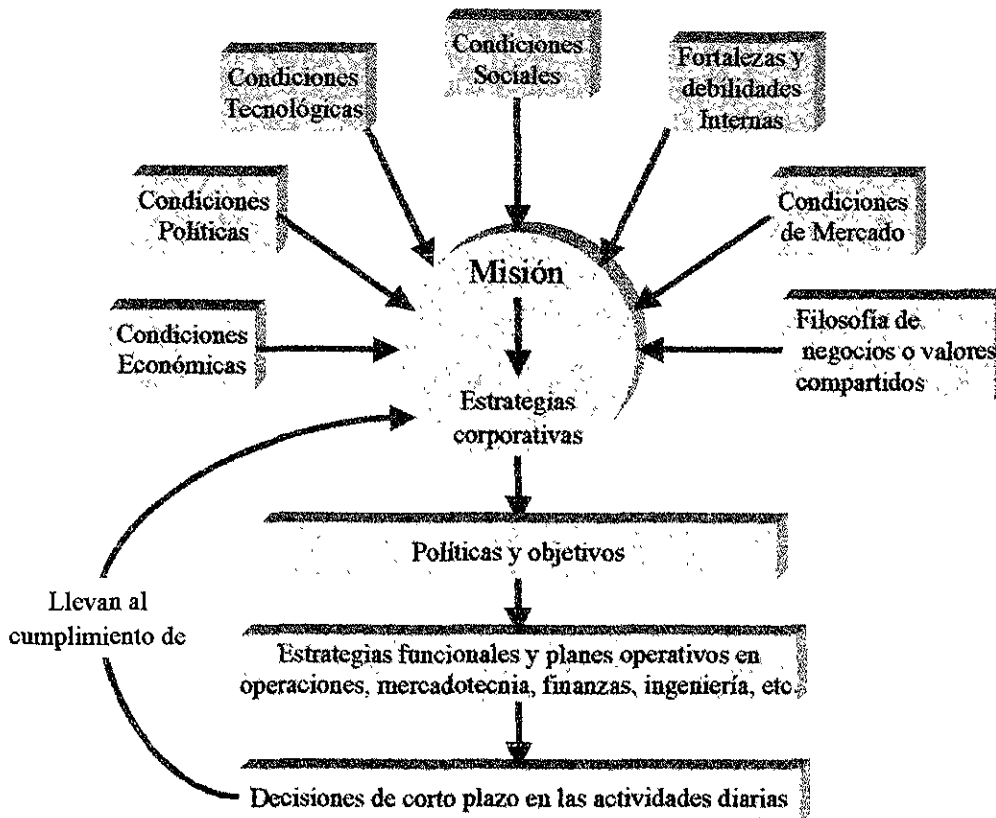 Condiciones
Sociales
Fortalezas y
debilidades
Internas
Condiciones
Tecnológicas
Condiciones
Políticas
Condiciones
de Mercado
Misión
Condiciones
Económicas
Filosofía de
negocios o valores
compartidos
Estrategias
corporativas
Políticas y objetivos
Llevan al
cumplimiento de
Estrategias funcionales y planes operativos en
operaciones, mercadotecnia, finanzas, ingeniería, etc.
Decisiones de corto plazo en las actividades diarias